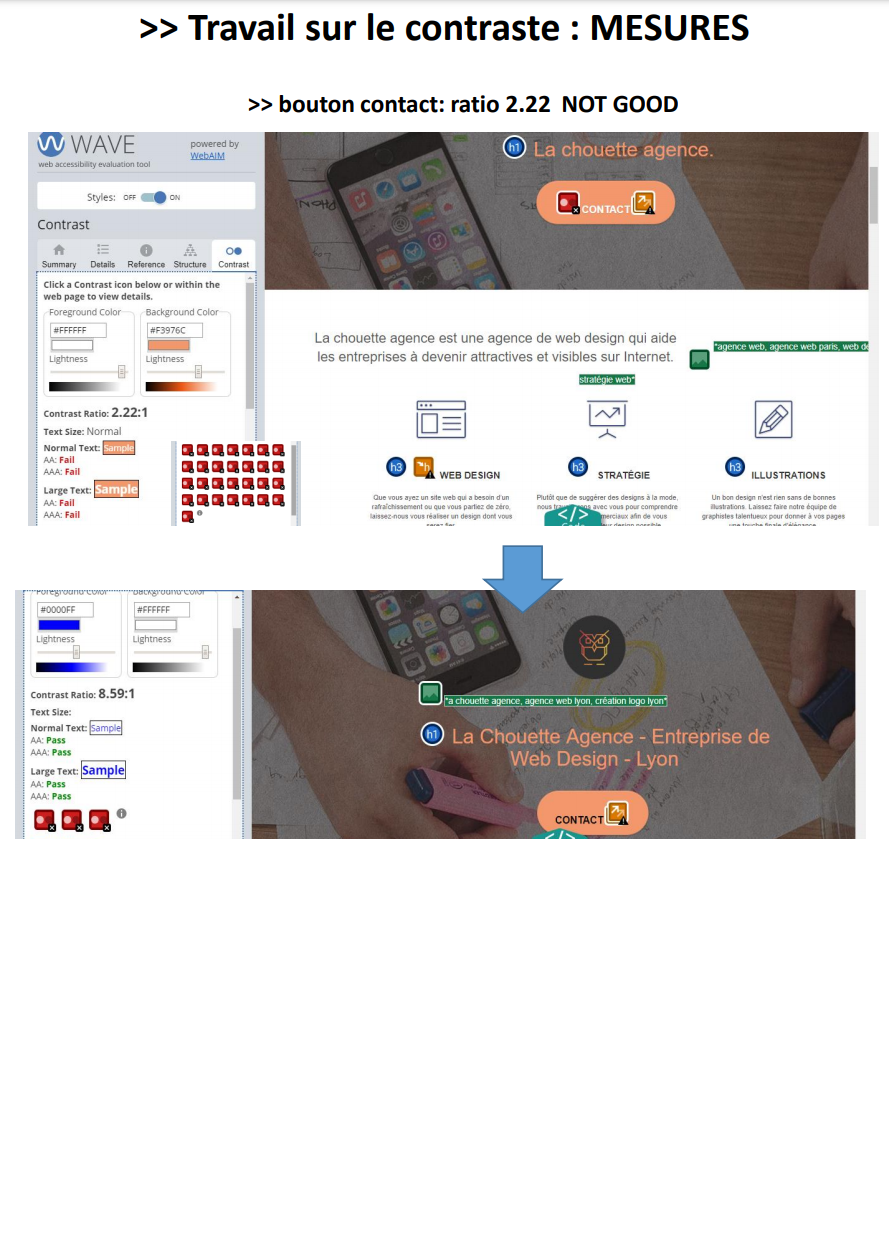 >> Travail sur le contraste : MESURES
>> bouton contact: ratio 2.22 NOT GOOD
WAVE
web accessibility evaluation tool
powered by
WebAIM
Styles: OFF ON
Contrast
Summary Details Reference Structure Contrast
Click a Contrast icon below or within the
web page to view details.
Foreground Color Background Color
#FFFFFF #F3976C
Lightness Lightness
Contrast Ratio: 2.22:1
Text Size: Normal
Normal Text: Sample
AA: Fail
AAA: Fail
Large Text: Sample
AA: Fail
AAA: Fail
h1 La chouette agence.
CONTACT
La chouette agence est une agence de web design qui aide
les entreprises à devenir attractives et visibles sur Internet.
*agence web, agence web paris, web de
stratégie web*
h3 h WEB DESIGN
h3 STRATÉGIE
h3 ILLUSTRATIONS
Que vous ayez un site web qui a besoin d'un
rafraîchissement ou que vous partiez de zéro,
laissez-nous vous réaliser un design dont vous
serez fier
Plutôt que de suggérer des designs à la mode,
avec vous pour comprendre
afin de vous
design possible
</>
Code
Un bon design n'est rien sans de bonnes
illustrations. Laissez faire notre équipe de
graphistes talentueux pour donner à vos pages
une touche finale d'élégance
Foreground Color Background Color
#0000FF #FFFFFF
Lightness Lightness
Contrast Ratio: 8.59:1
Text Size:
Normal Text: Sample
AA: Pass
AAA: Pass
Large Text: Sample
AA: Pass
AAA: Pass
*a chouette agence, agence web lyon, création logo lyon*
h1 La Chouette Agence - Entreprise de
Web Design - Lyon
CONTACT
</>